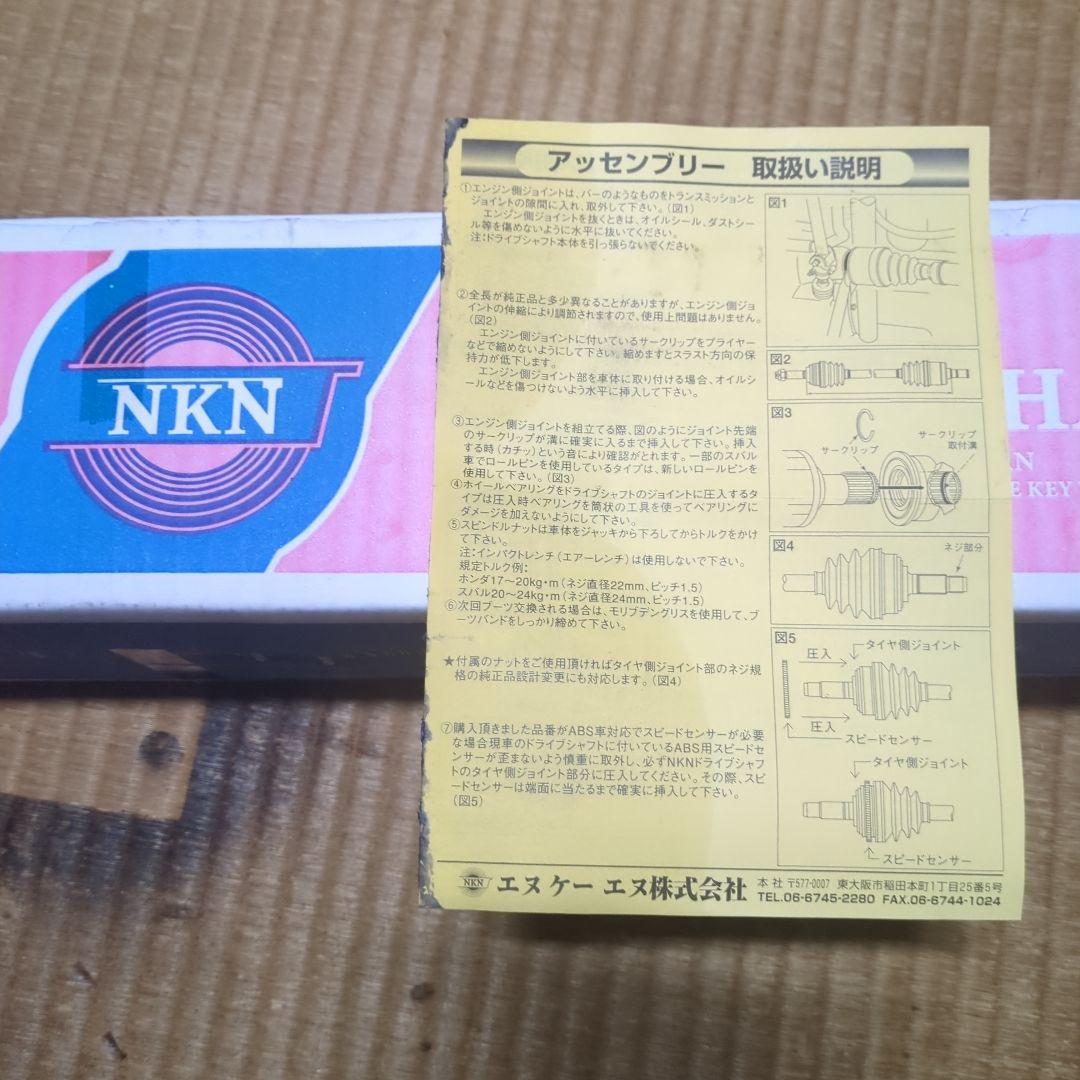 NKN
HA
N
E KEY
アッセンブリー 取扱い説明
①エンジン側ジョイントは、バーのようなものをトランスミッションと
ジョイントの隙間に入れ、取外して下さい。(図1)
エンジン側ジョイントを抜くときは、オイルシール、ダストシー
ル等を傷めないように水平に抜いてください。
注:ドライブシャフト本体を引っ張らないでください。
②全長が純正品と多少異なることがありますが、エンジン側ジョ
イントの伸縮により調節されますので、使用上問題はありません。
(図2)
エンジン側ジョイントに付いているサークリップをプライヤー
などで縮めないようにして下さい。縮めますとスラスト方向の保
持力が低下します。
エンジン側ジョイント部を車体に取り付ける場合、オイルシ
ールなどを傷つけないよう水平に挿入して下さい。
③エンジン側ジョイントを組立てる際、図のようにジョイント先端
のサークリップが溝に確実に入るまで挿入して下さい。挿入
する時(カチッ)という音により確認がとれます。一部のスバル
車でロールピンを使用しているタイプは、新しいロールピンを
使用して下さい。(図3)
④ホイールベアリングをドライブシャフトのジョイントに圧入するタ
イプは圧入時ベアリングを筒状の工具を使ってベアリングに
ダメージを加えないようにして下さい。
⑤スピンドルナットは車体をジャッキから下ろしてからトルクをかけ
て下さい。
注:インパクトレンチ(エアーレンチ)は使用しないで下さい。
規定トルク例:
ホンダ17～20kg・m(ネジ直径22mm、ピッチ1.5)
スバル20～24kg・m(ネジ直径24mm、ピッチ1.5)
⑥次回ブーツ交換される場合は、モリブデングリスを使用して、ブ
ーツバンドをしっかり締めて下さい。
★付属のナットをご使用頂ければタイヤ側ジョイント部のネジ規
格の純正品設計変更にも対応します。(図4)
⑦購入頂きました品番がABS車対応でスピードセンサーが必要
な場合現車のドライブシャフトに付いているABS用スピードセ
ンサーが歪まないよう慎重に取外し、必ずNKNドライブシャフ
トのタイヤ側ジョイント部分に圧入してください。その際、スピ
ードセンサーは端面に当たるまで確実に挿入して下さい。
(図5)
図1
図2
図3
サークリップ
サークリップ
取付溝
図4
ネジ部分
図5
タイヤ側ジョイント
圧入
圧入
スピードセンサー
タイヤ側ジョイント
スピードセンサー
NKN エヌ ケー エヌ株式会社
本社 〒577-0007 東大阪市稲田本町1丁目25番5号
TEL.06-6745-2280 FAX.06-6744-1024